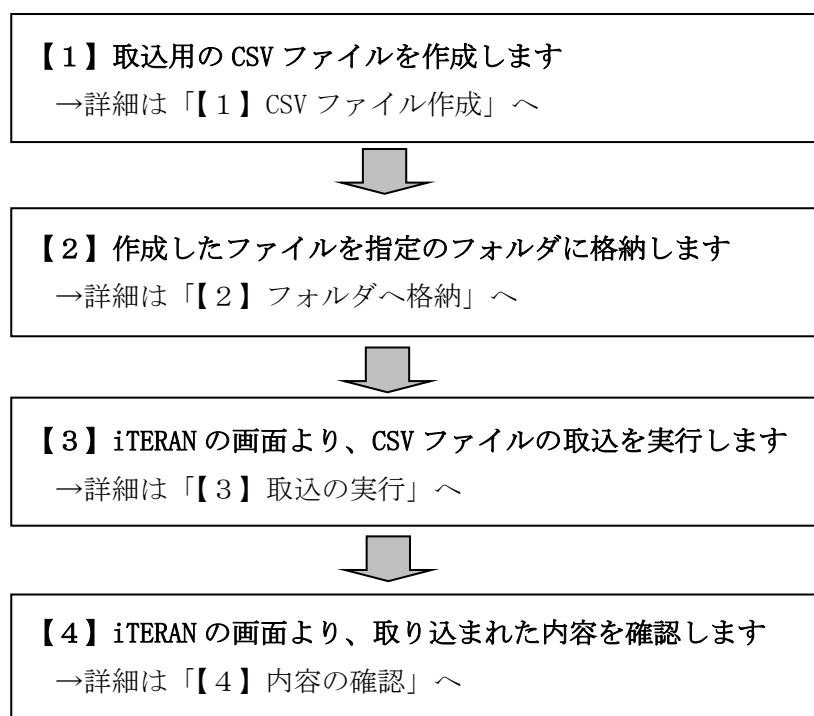 【１】取込用の CSV ファイルを作成します
→詳細は「【１】CSV ファイル作成」へ
【２】作成したファイルを指定のフォルダに格納します
→詳細は「【２】フォルダへ格納」へ
【３】iTERAN の画面より、CSV ファイルの取込を実行します
→詳細は「【３】取込の実行」へ
【４】iTERAN の画面より、取り込まれた内容を確認します
→詳細は「【４】内容の確認」へ